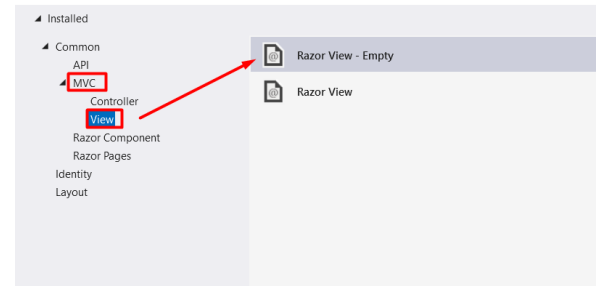 Installed
Common
API
MVC
Controller
View
Razor Component
Razor Pages
Identity
Layout
Razor View - Empty
Razor View